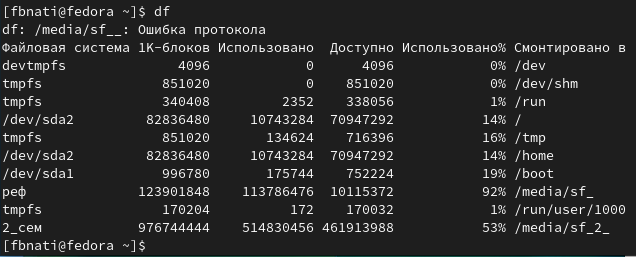 [fbnati@fedora ~]$ df
df: /media/sf__: Ошибка протокола
Файловая система 1K-блоков Использовано Доступно Использовано% Смонтировано в
devtmpfs 4096 0 4096 0% /dev
tmpfs 851020 0 851020 0% /dev/shm
tmpfs 340408 2352 338056 1% /run
/dev/sda2 82836480 10743284 70947292 14% /
tmpfs 851020 134624 716396 16% /tmp
/dev/sda2 82836480 10743284 70947292 14% /home
/dev/sda1 996780 175744 752224 19% /boot
реф 123901848 113786476 10115372 92% /media/sf_
tmpfs 170204 172 170032 1% /run/user/1000
2_сем 976744444 514830456 461913988 53% /media/sf_2_
[fbnati@fedora ~]$